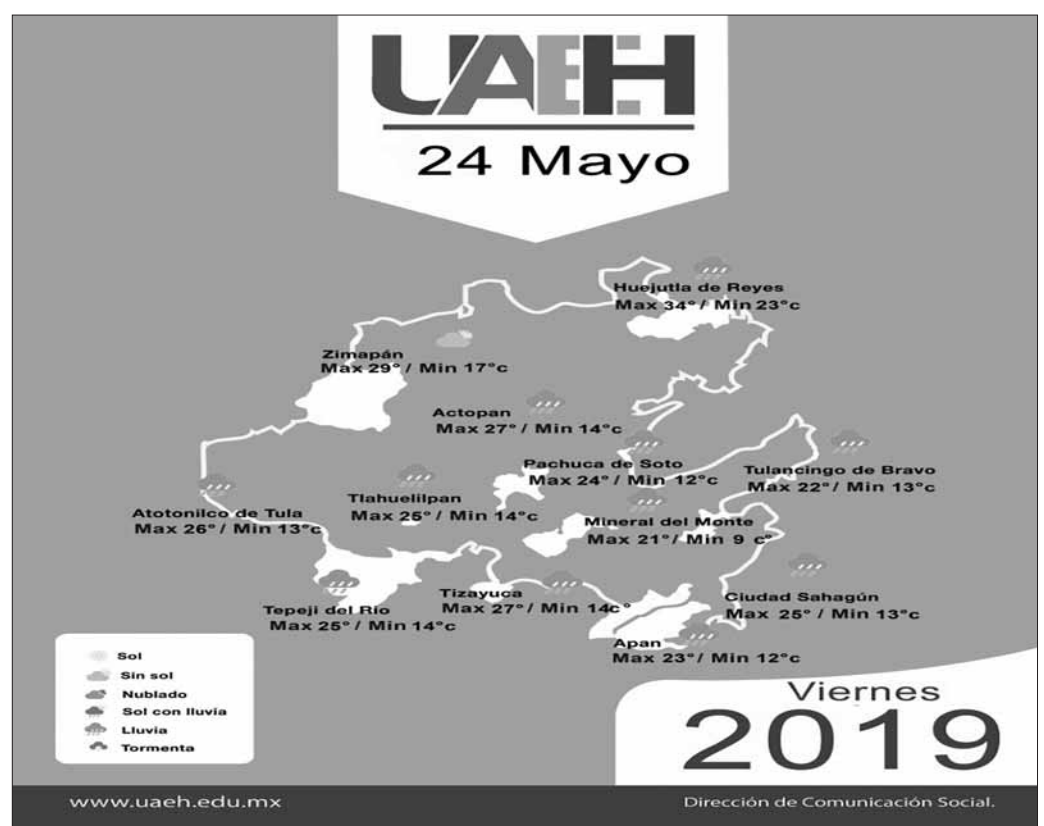 UAEH
24 Mayo
Huejutla de Reyes
Max 34°/ Min 23°c
Zimapán
Max 29°/ Min 17°c
Actopan
Max 27°/ Min 14°c
Pachuca de Soto
Max 24°/ Min 12°c
Tulancingo de Bravo
Max 22°/ Min 13°c
Tlahuelilpan
Max 25°/ Min 14°c
Atotonilco de Tula
Max 26°/ Min 13°c
Mineral del Monte
Max 21°/ Min 9 c°
Tizayuca
Max 27°/ Min 14c°
Ciudad Sahagún
Max 25°/ Min 13°c
Tepeji del Río
Max 25°/ Min 14°c
Apan
Max 23°/ Min 12°c
Sol
Sin sol
Nublado
Sol con lluvia
Lluvia
Tormenta
Viernes
2019
www.uaeh.edu.mx
Dirección de Comunicación Social.